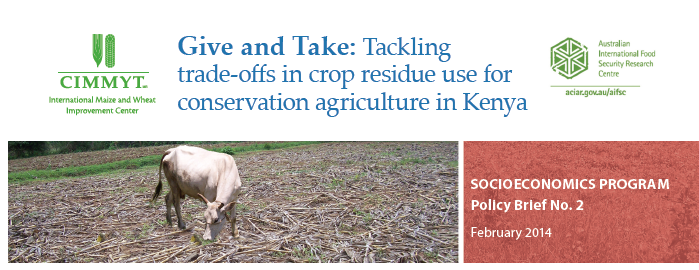 CIMMYT
International Maize and Wheat
Improvement Center
Give and Take: Tackling
trade-offs in crop residue use for
conservation agriculture in Kenya
Australian
International Food
Security Research
Centre
aciar.gov.au/aifsc
SOCIOECONOMICS PROGRAM
Policy Brief No. 2
February 2014